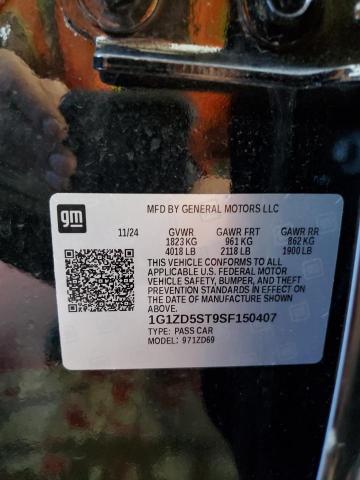 gm
MFD BY GENERAL MOTORS LLC
11/24 GVWR GAWR FRT GAWR RR
1823 KG 961 KG 862 KG
4018 LB 2118 LB 1900 LB
THIS VEHICLE CONFORMS TO ALL
APPLICABLE U.S. FEDERAL MOTOR
VEHICLE SAFETY, BUMPER, AND THEFT
PREVENTION STANDARDS IN EFFECT ON
THE DATE OF MANUFACTURE SHOWN
ABOVE.
1G1ZD5ST9SF150407
TYPE: PASS CAR
MODEL: 971ZD69